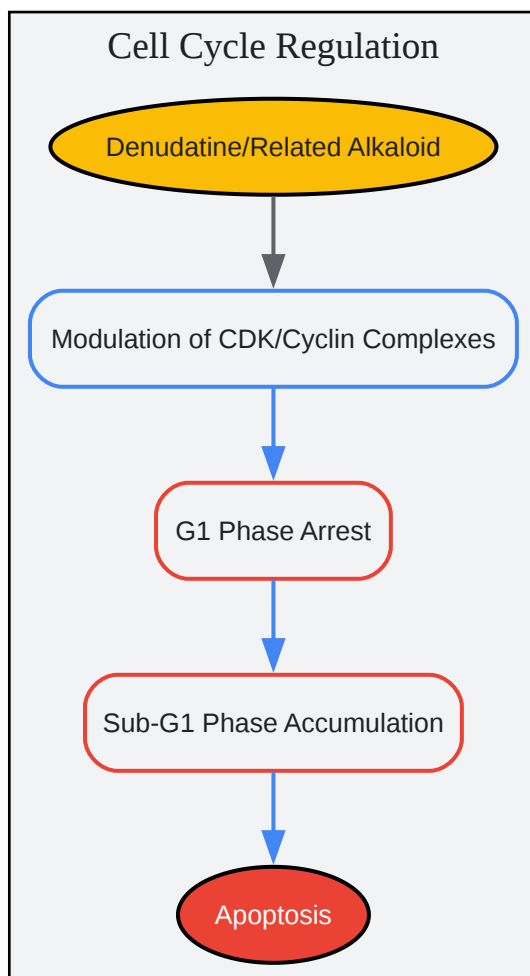 Cell Cycle Regulation
Denudatine/Related Alkaloid
Modulation of CDK/Cyclin Complexes
G1 Phase Arrest
Sub-G1 Phase Accumulation
Apoptosis